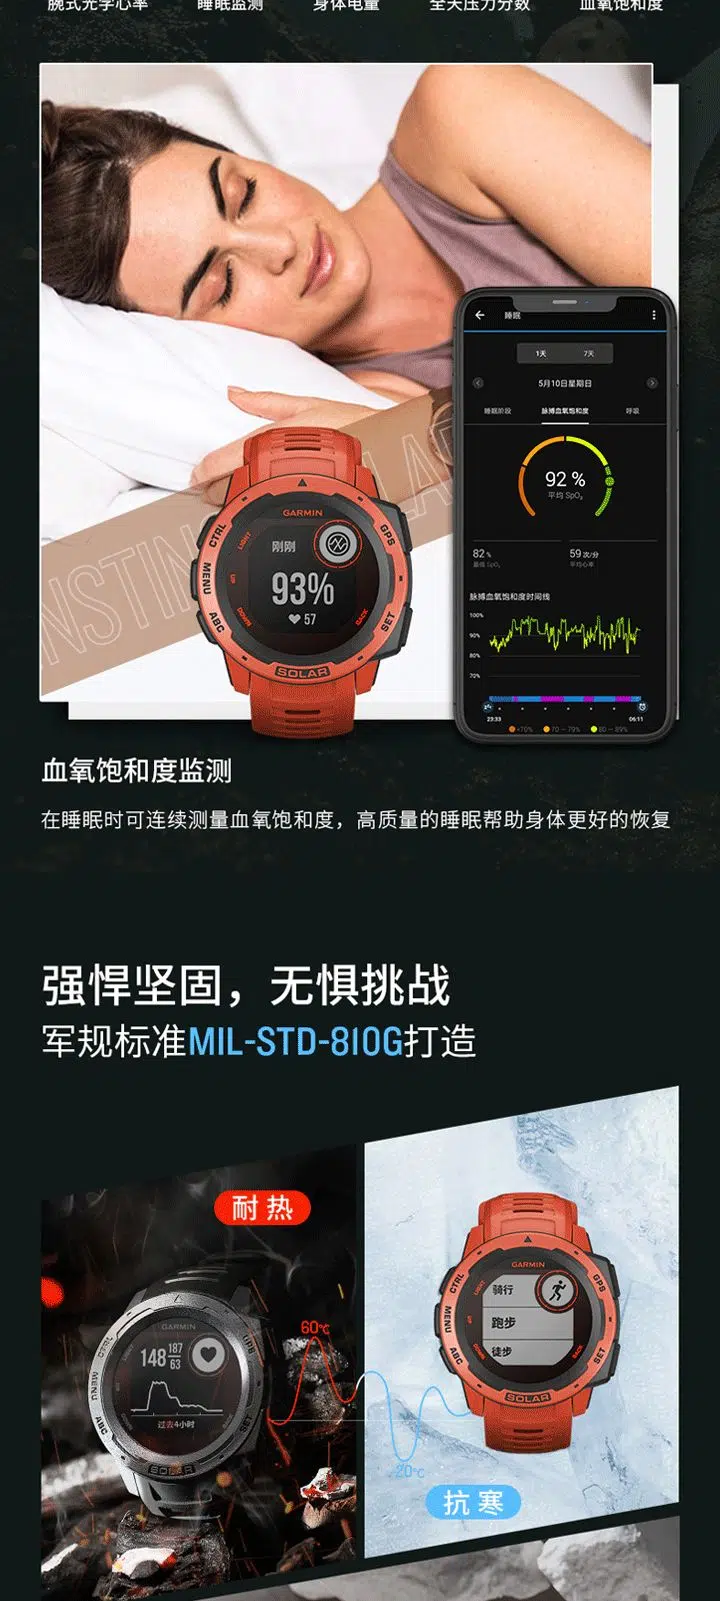 腕式光学心率 睡眠监测 身体电量 全天压力分数 血氧饱和度
睡眠
1天 7天
5月10日星期日
睡眠阶段 脉搏血氧饱和度 呼吸
92 %
平均 SpO₂
82 %
最低 SpO₂
59 次/分
平均心率
脉搏血氧饱和度时间线
100%
90%
80%
70%
23:33 06:11
<70% 70 – 79% 80 – 89%
INSTIN LAR
GARMIN
CTRL
LIGHT
GPS
MENU
UP
ABC
DOWN
BACK
SET
刚刚
93%
57
SOLAR
血氧饱和度监测
在睡眠时可连续测量血氧饱和度，高质量的睡眠帮助身体更好的恢复
强悍坚固，无惧挑战
军规标准MIL-STD-810G打造
耐热
GARMIN
CTRL
GPS
MENU
ABC
SET
148 187
63
过去4小时
SOLAR
60℃
-20℃
GARMIN
CTRL
LIGHT
GPS
MENU
UP
ABC
DOWN
BACK
SET
骑行
跑步
徒步
SOLAR
抗寒